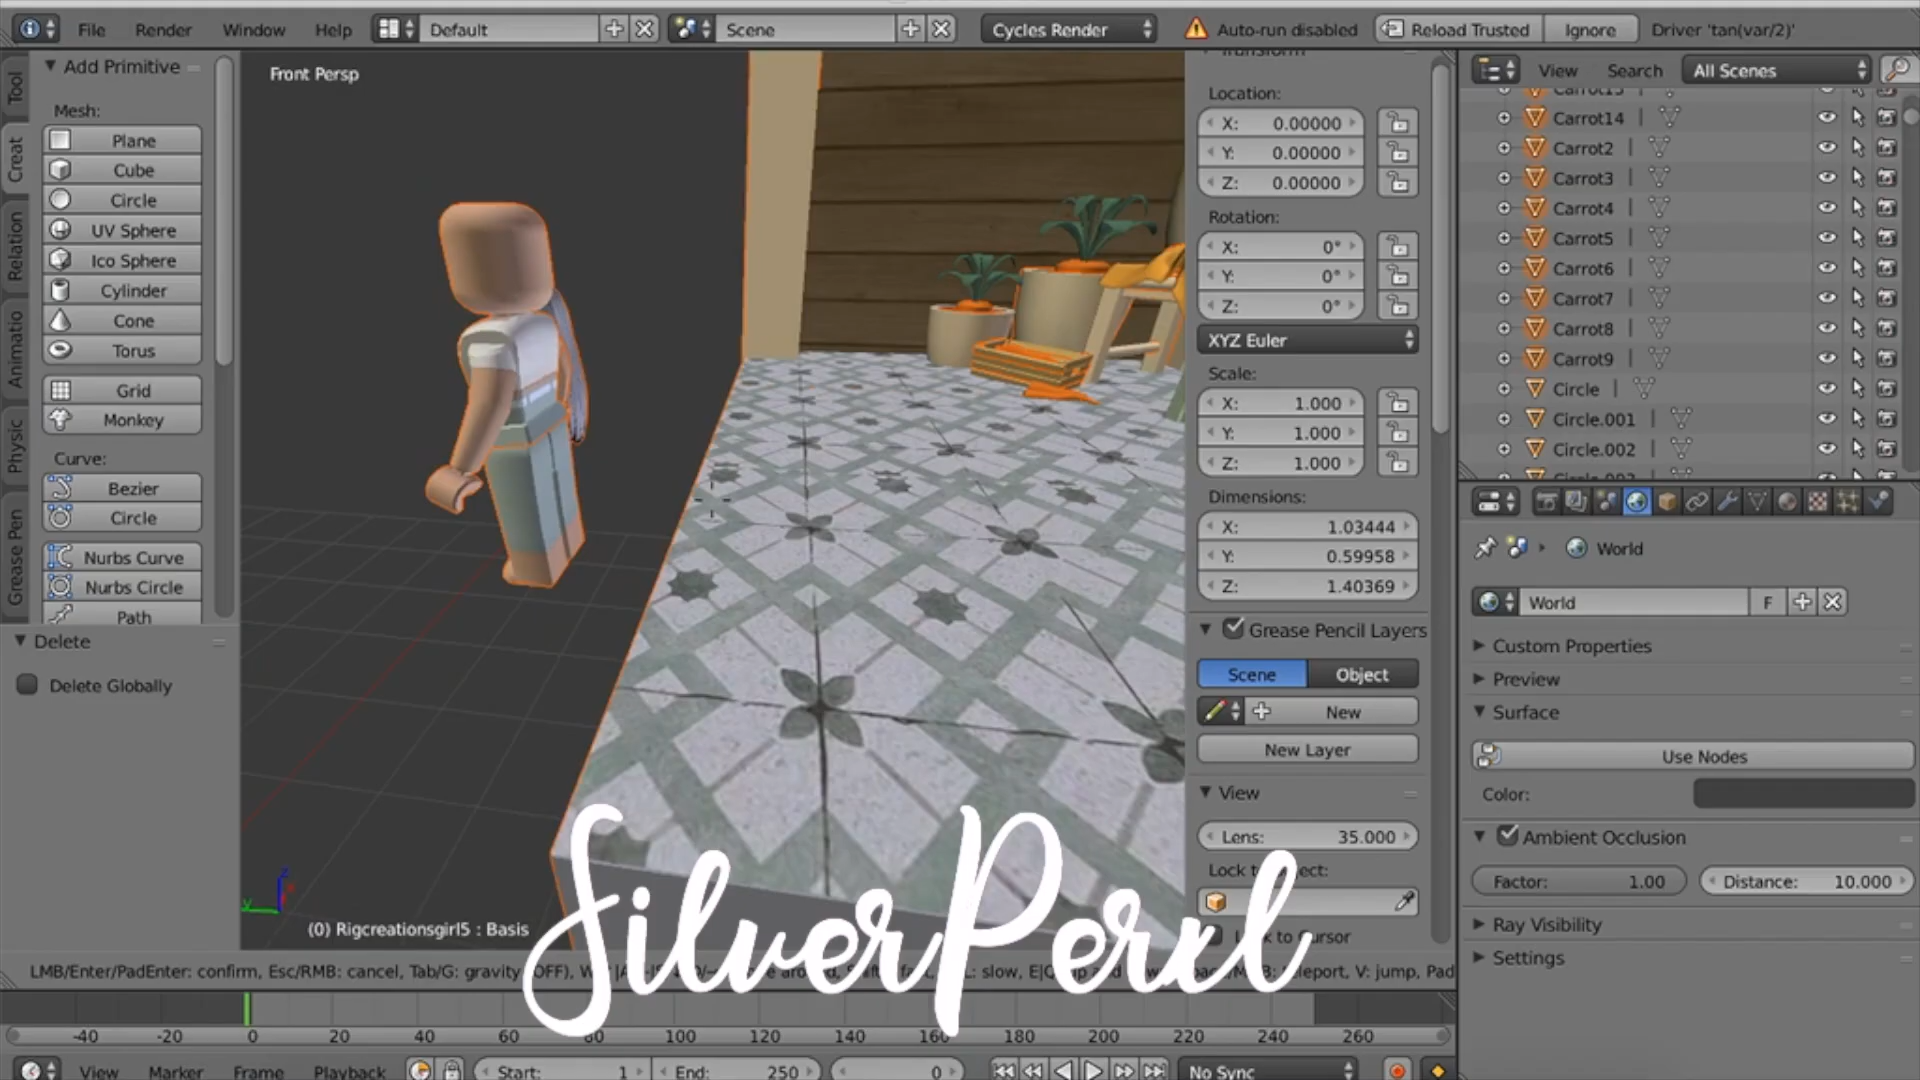 File Render Window Help Default Scene Cycles Render Auto-run disabled Reload Trusted Ignore Driver 'tan(var/2)'
Tool
Creat
Relation
Animatio
Physic
Grease Pen
Add Primitive
Mesh:
Plane
Cube
Circle
UV Sphere
Ico Sphere
Cylinder
Cone
Torus
Grid
Monkey
Curve:
Bezier
Circle
Nurbs Curve
Nurbs Circle
Path
Delete
Delete Globally
Front Persp
(0) Rigcreationsgirl5 : Basis
Transform
Location:
X: 0.00000
Y: 0.00000
Z: 0.00000
Rotation:
X: 0°
Y: 0°
Z: 0°
XYZ Euler
Scale:
X: 1.000
Y: 1.000
Z: 1.000
Dimensions:
X: 1.03444
Y: 0.59958
Z: 1.40369
Grease Pencil Layers
Scene Object
New
New Layer
View
Lens: 35.000
Lock to Object:
Lock to Cursor
View Search All Scenes
Carrot13
Carrot14
Carrot2
Carrot3
Carrot4
Carrot5
Carrot6
Carrot7
Carrot8
Carrot9
Circle
Circle.001
Circle.002
World
World F
Custom Properties
Preview
Surface
Use Nodes
Color:
Ambient Occlusion
Factor: 1.00 Distance: 10.000
Ray Visibility
Settings
SilverPerxl
LMB/Enter/PadEnter: confirm, Esc/RMB: cancel, Tab/G: gravity (OFF), slow, E|Q: teleport, V: jump, Pad
-40 -20 0 20 40 60 80 100 120 140 160 180 200 220 240 260
View Marker Frame Playback Start: 1 End: 250 0 No Sync